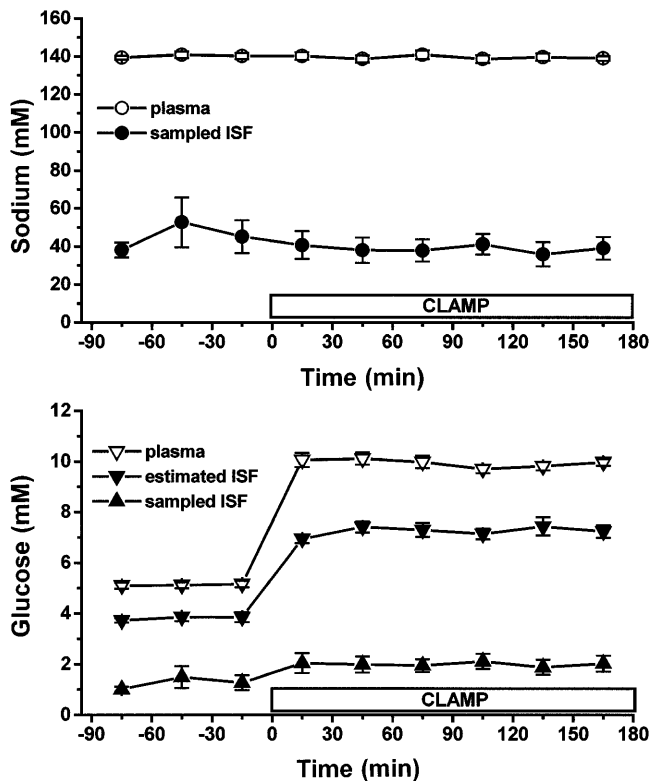 160
140
120
100
80
60
40
20
0
Sodium (mM)
plasma
sampled ISF
CLAMP
-90 -60 -30 0 30 60 90 120 150 180
Time (min)
12
10
8
6
4
2
0
Glucose (mM)
plasma
estimated ISF
sampled ISF
CLAMP
-90 -60 -30 0 30 60 90 120 150 180
Time (min)